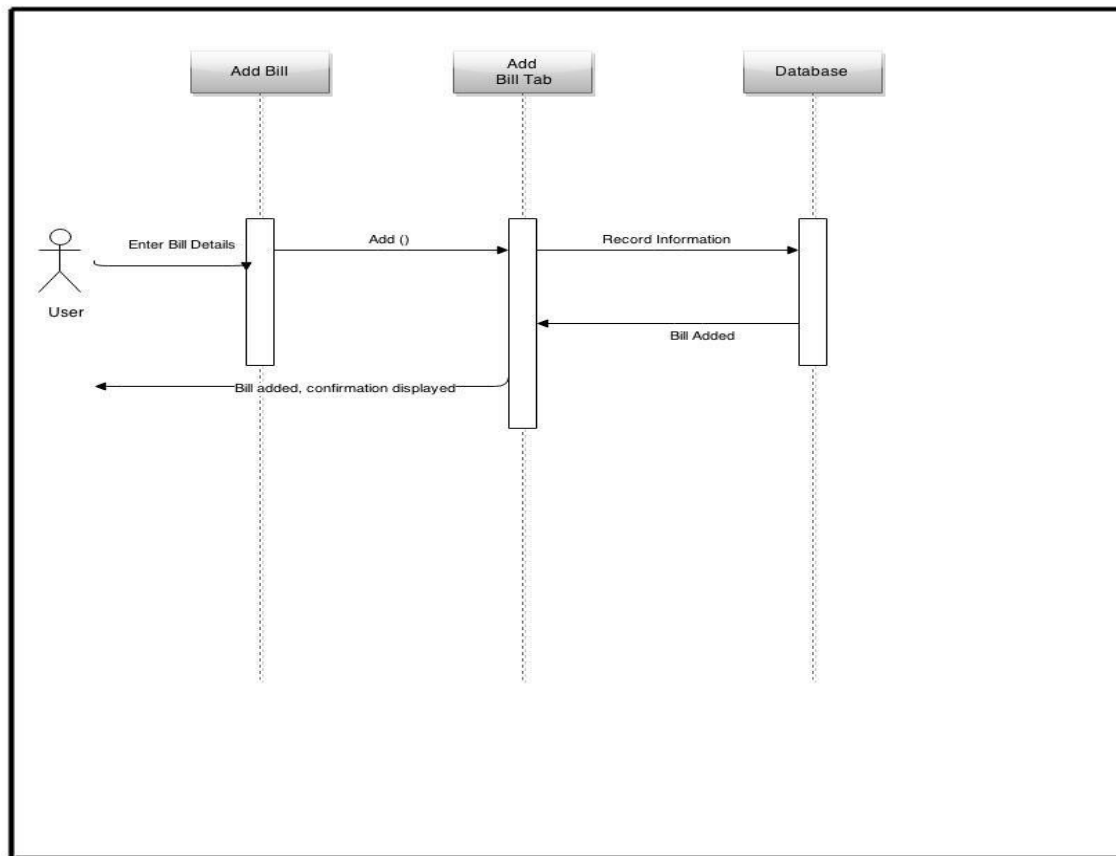 Add Bill
Add
Bill Tab
Database
Enter Bill Details
Add ()
Record Information
User
Bill Added
Bill added, confirmation displayed